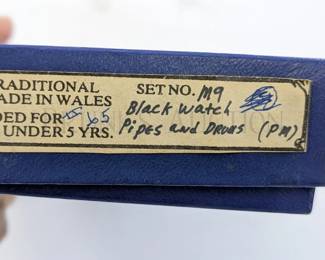 RADITIONAL SET NO. M9
ADE IN WALES Black Watch
DED FOR 65 Pipes and Drums (PM)
UNDER 5 YRS.